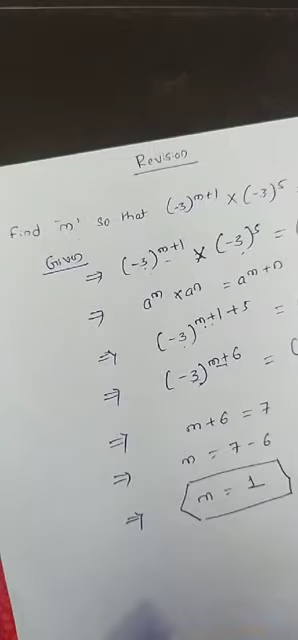 Revision
find 'm' so that (-3)^m+1 × (-3)^5
Given ⇒ (-3)^m+1 × (-3)^5 =
⇒ a^m × a^n = a^m+n
⇒ (-3)^m+1+5 =
⇒ (-3)^m+6 = (
⇒ m+6 = 7
⇒ m = 7-6
⇒ m = 1